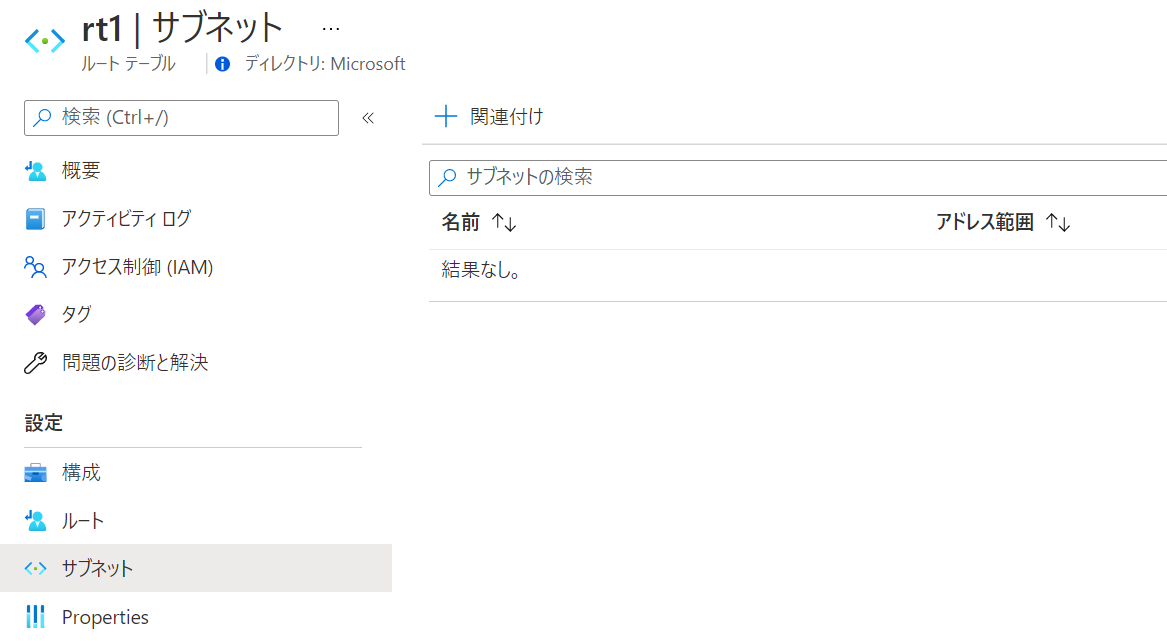 rt1 | サブネット ...
ルート テーブル ディレクトリ: Microsoft
検索 (Ctrl+/)
概要
アクティビティ ログ
アクセス制御 (IAM)
タグ
問題の診断と解決
設定
構成
ルート
サブネット
Properties
関連付け
サブネットの検索
名前 アドレス範囲
結果なし。